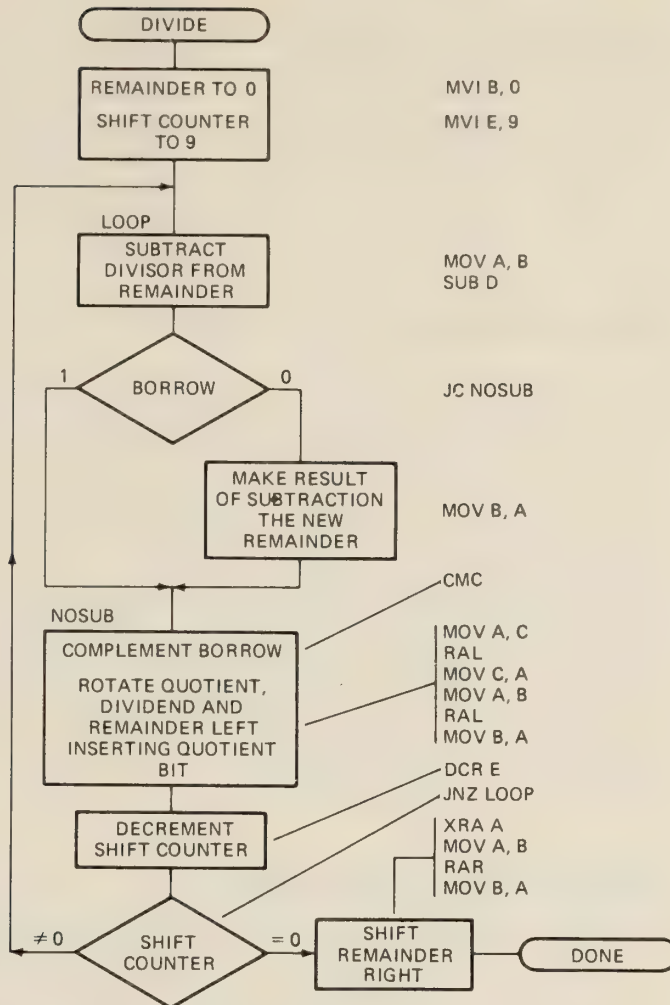 DIVIDE
REMAINDER TO 0
SHIFT COUNTER
TO 9
MVI B, 0
MVI E, 9
LOOP
SUBTRACT
DIVISOR FROM
REMAINDER
MOV A, B
SUB D
1
BORROW
0
JC NOSUB
MAKE RESULT
OF SUBTRACTION
THE NEW
REMAINDER
MOV B, A
NOSUB
CMC
COMPLEMENT BORROW
ROTATE QUOTIENT,
DIVIDEND AND
REMAINDER LEFT
INSERTING QUOTIENT
BIT
MOV A, C
RAL
MOV C, A
MOV A, B
RAL
MOV B, A
DCR E
JNZ LOOP
DECREMENT
SHIFT COUNTER
XRA A
MOV A, B
RAR
MOV B, A
≠ 0
SHIFT
COUNTER
= 0
SHIFT
REMAINDER
RIGHT
DONE